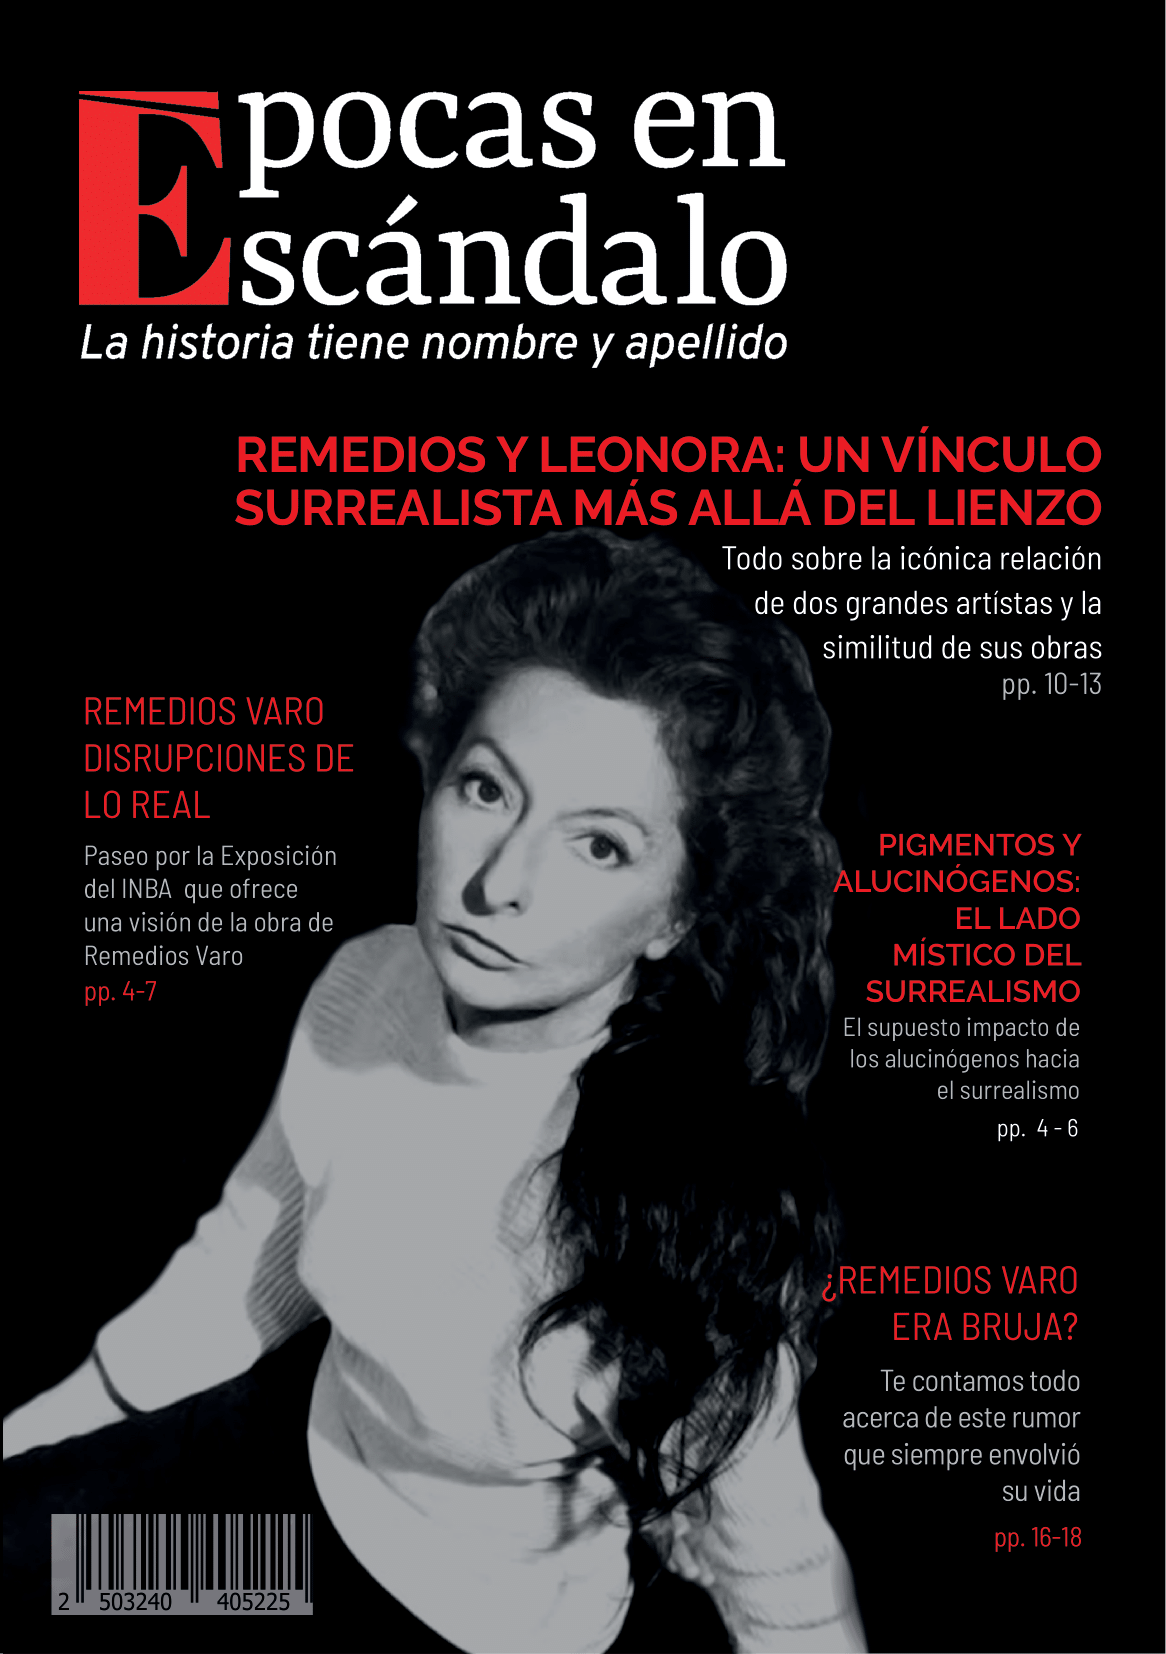 Épocas en
Escándalo
La historia tiene nombre y apellido
REMEDIOS Y LEONORA: UN VÍNCULO
SURREALISTA MÁS ALLÁ DEL LIENZO
Todo sobre la icónica relación
de dos grandes artístas y la
similitud de sus obras
pp. 10-13
REMEDIOS VARO
DISRUPCIONES DE
LO REAL
Paseo por la Exposición
del INBA que ofrece
una visión de la obra de
Remedios Varo
pp. 4-7
PIGMENTOS Y
ALUCINÓGENOS:
EL LADO
MÍSTICO DEL
SURREALISMO
El supuesto impacto de
los alucinógenos hacia
el surrealismo
pp. 4 - 6
¿REMEDIOS VARO
ERA BRUJA?
Te contamos todo
acerca de este rumor
que siempre envolvió
su vida
pp. 16-18
2 503240 405225